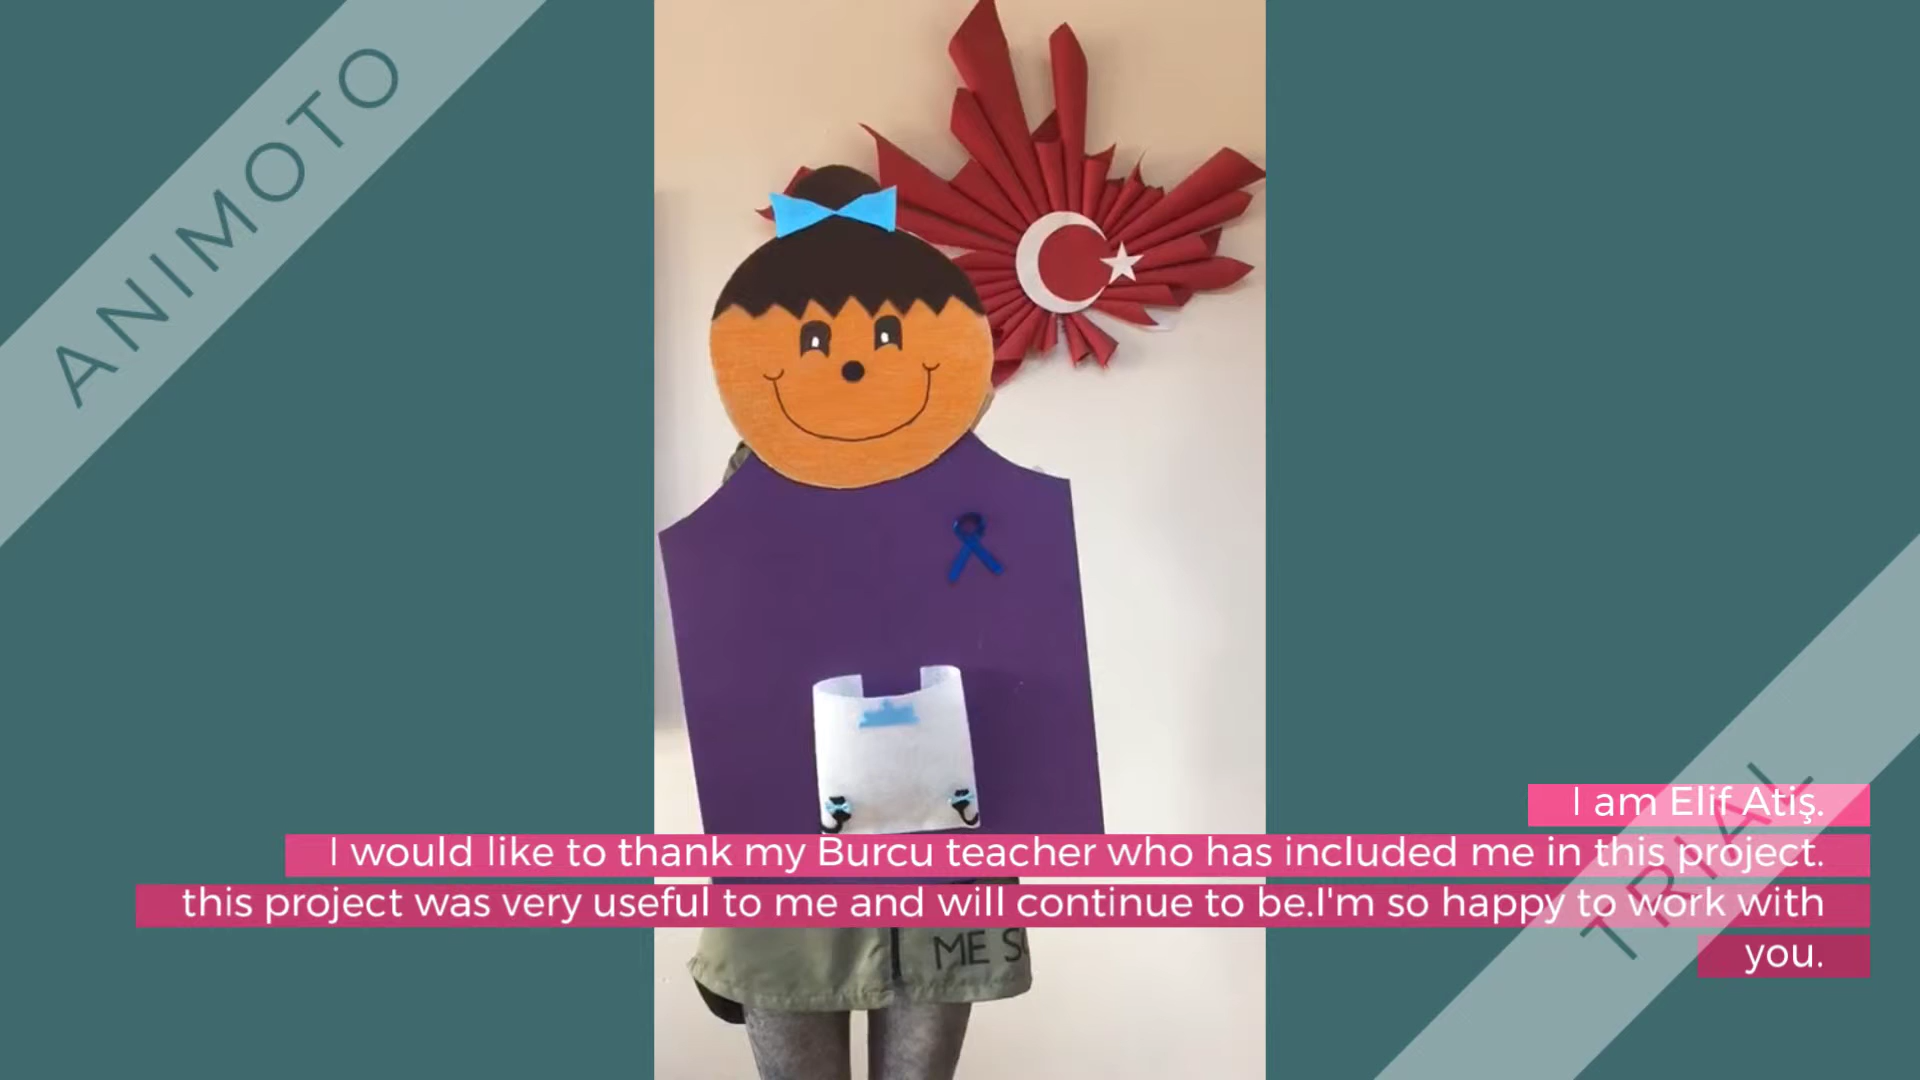 ANIMOTO
I am Elif Atiş.
I would like to thank my Burcu teacher who has included me in this project.
this project was very useful to me and will continue to be.I'm so happy to work with
you.
TRIAL
ME